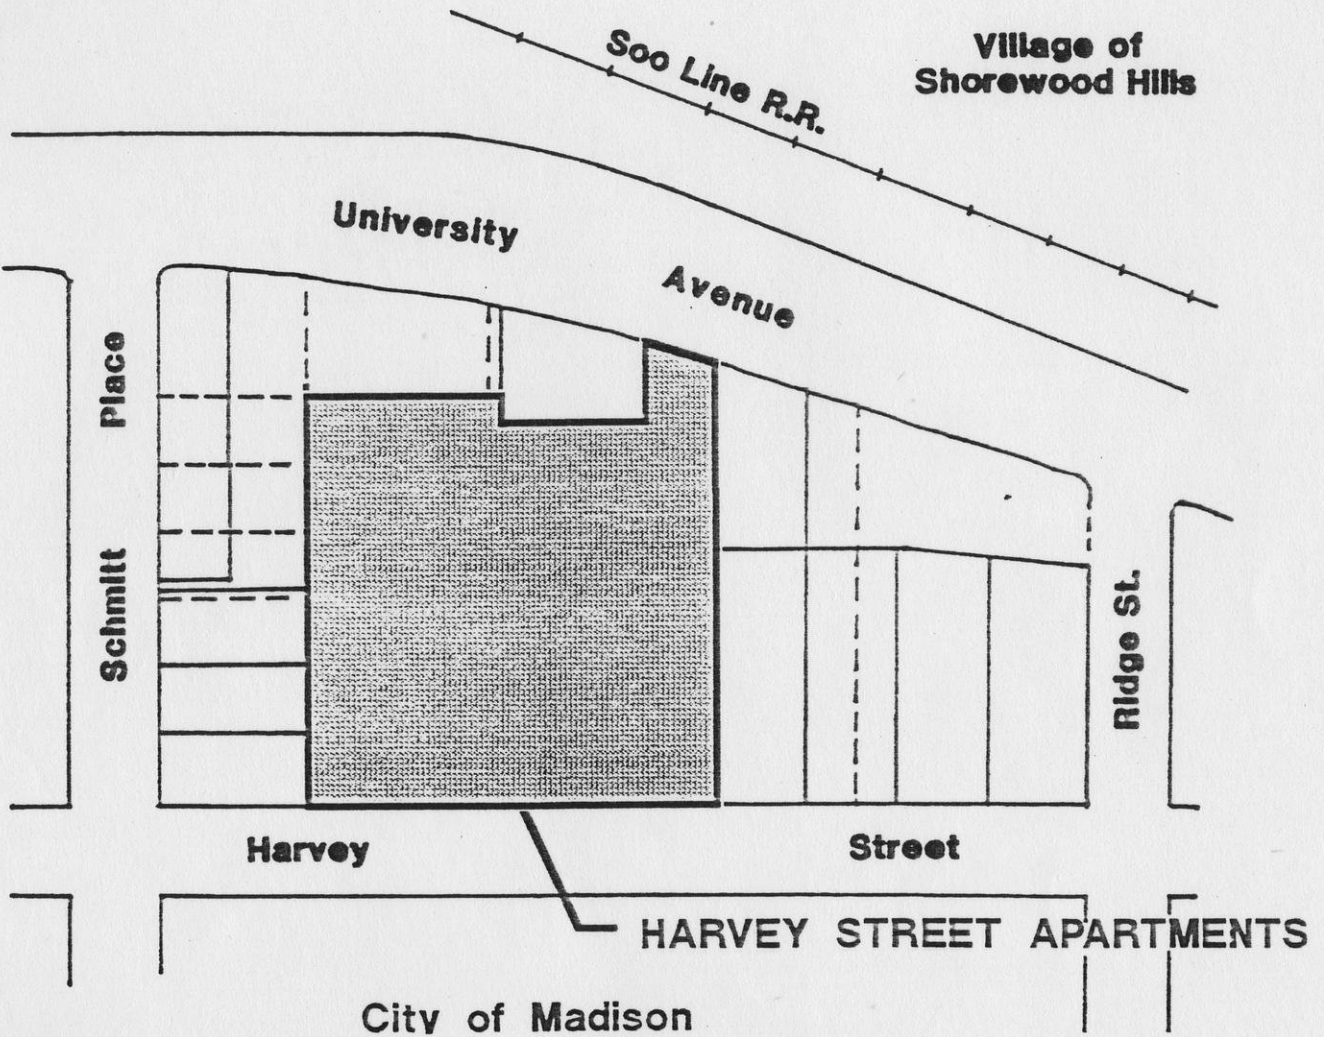 Village of
Shorewood Hills
Soo Line R.R.
University
Avenue
Schmitt Place
Ridge St.
Harvey Street
HARVEY STREET APARTMENTS
City of Madison